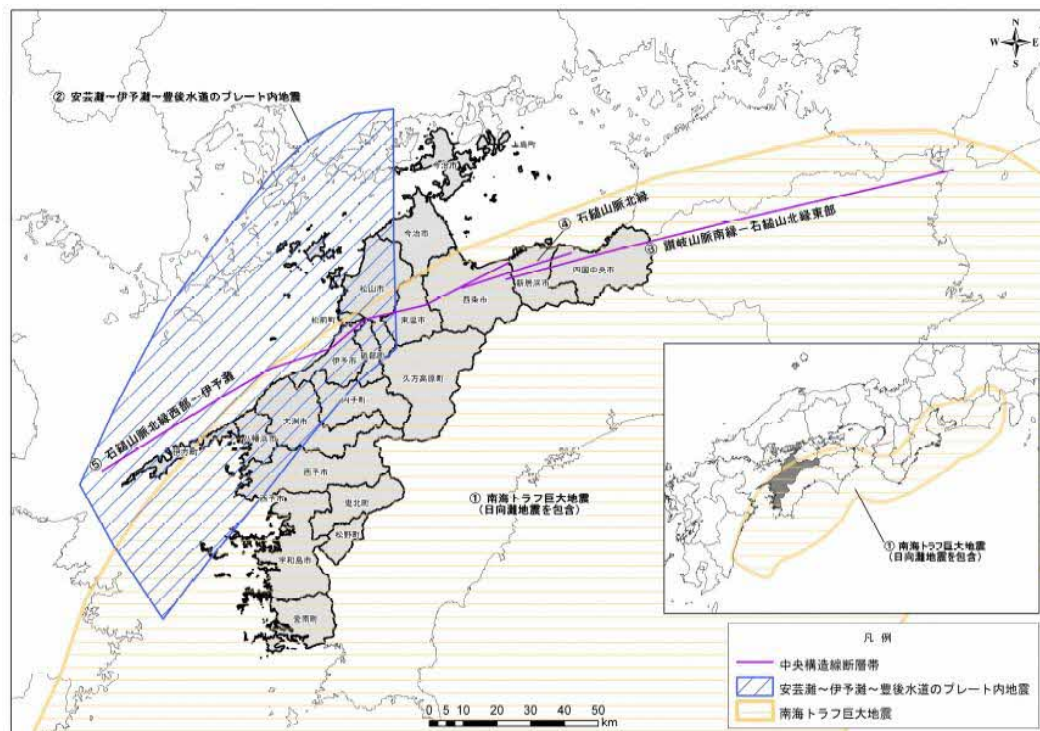 N
W E
S
② 安芸灘～伊予灘～豊後水道のプレート内地震
上島町
今治市
今治市
④ 石鎚山脈北縁
③ 讃岐山脈南縁－石鎚山北縁東部
四国中央市
新居浜市
西条市
松山市
東温市
松前町
伊予市
砥部町
久万高原町
内子町
大洲市
⑤ 石鎚山脈北縁西部－伊予灘
八幡浜市
伊方町
西予市
西予市
鬼北町
松野町
宇和島市
愛南町
① 南海トラフ巨大地震
(日向灘地震を包含)
① 南海トラフ巨大地震
(日向灘地震を包含)
凡 例
中央構造線断層帯
安芸灘～伊予灘～豊後水道のプレート内地震
南海トラフ巨大地震
0 5 10 20 30 40 50
km